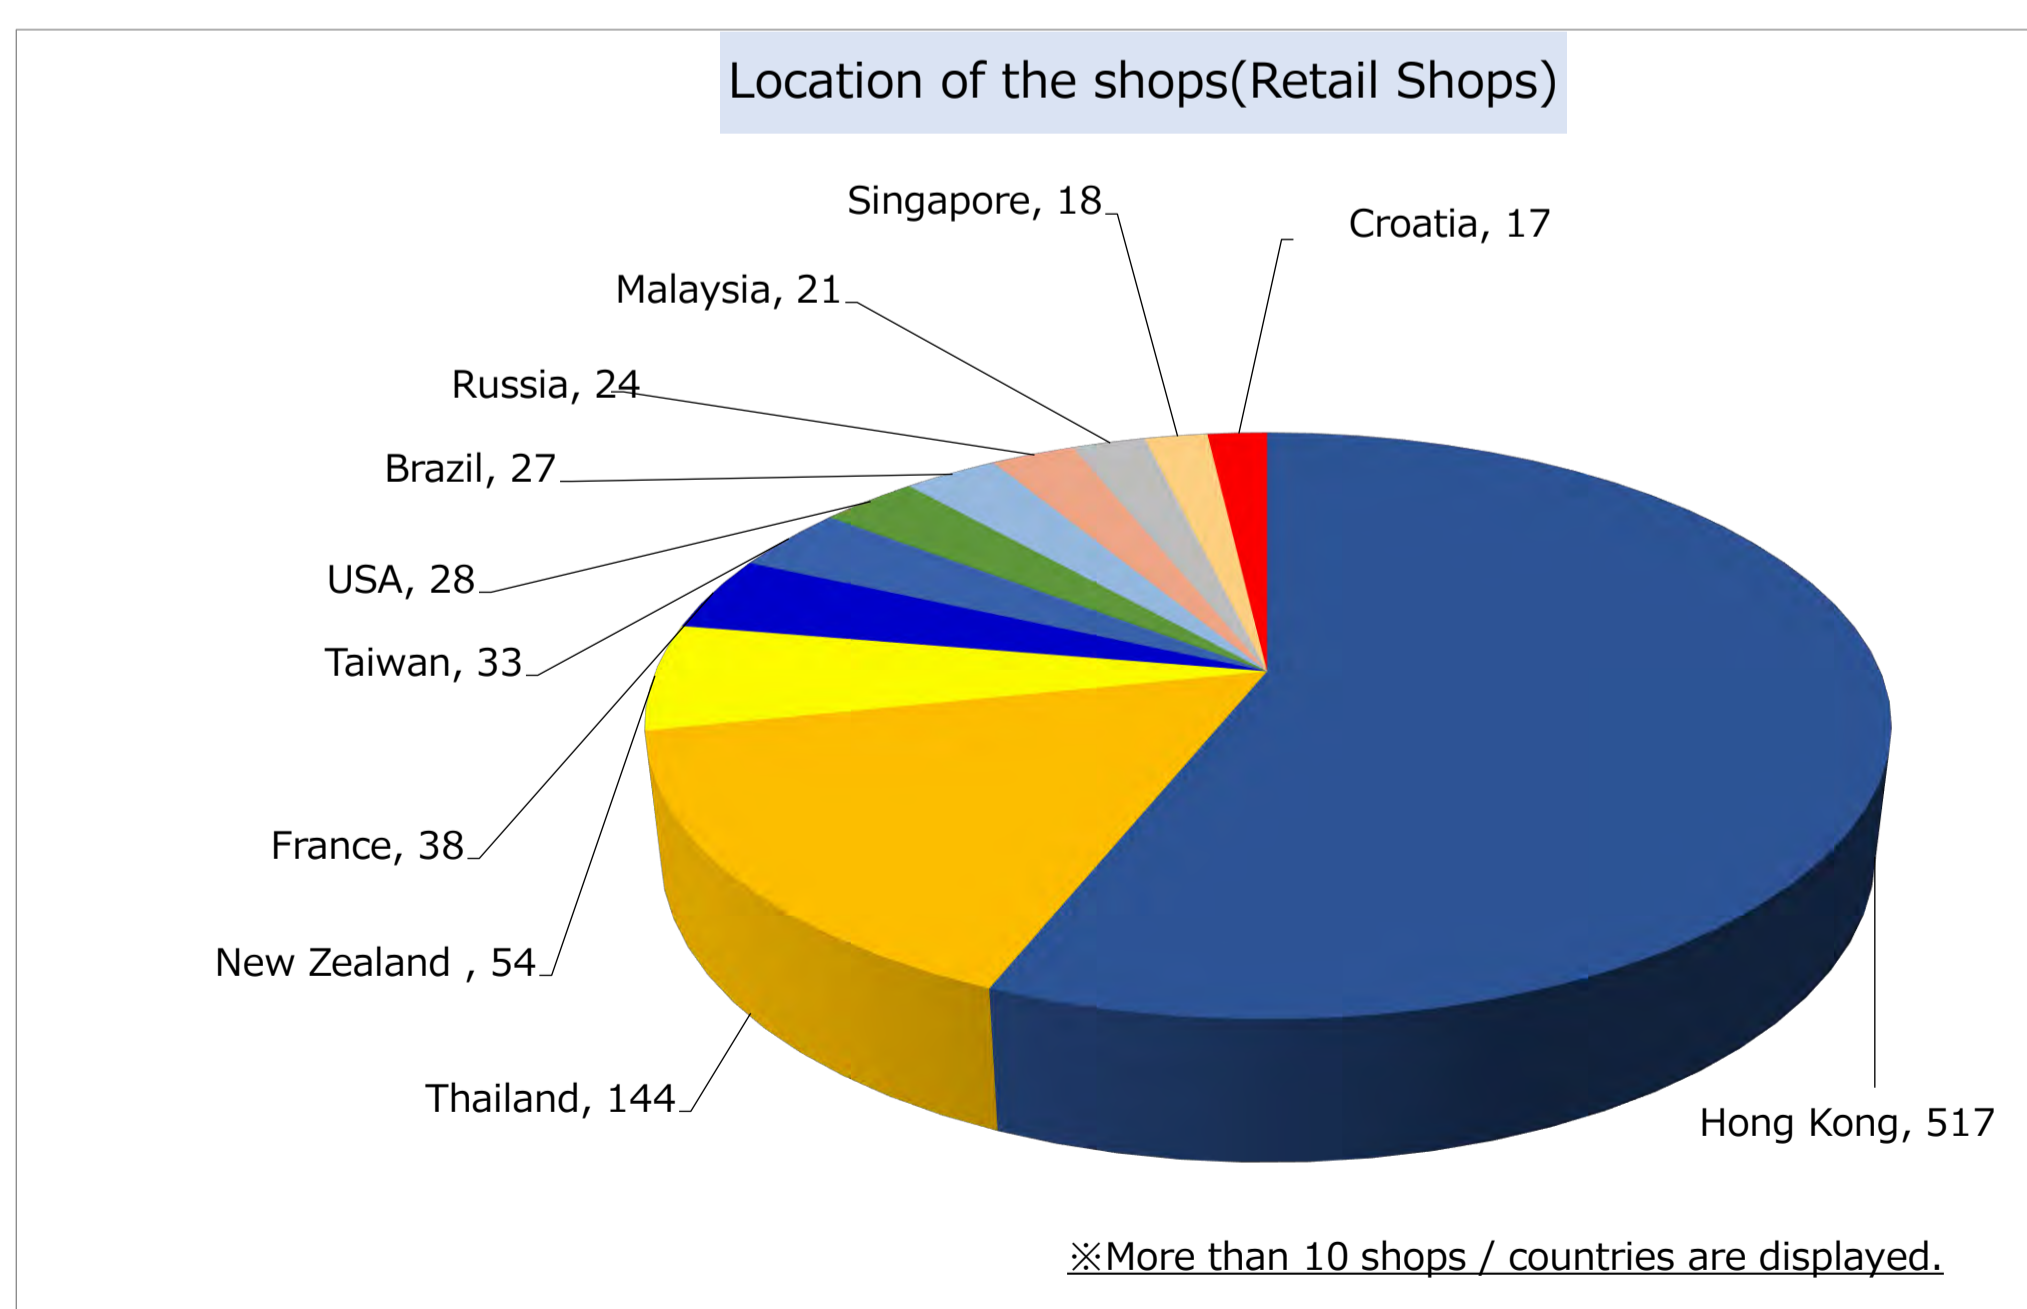 Location of the shops(Retail Shops)
Singapore, 18
Croatia, 17
Malaysia, 21
Russia, 24
Brazil, 27
USA, 28
Taiwan, 33
France, 38
New Zealand , 54
Thailand, 144
Hong Kong, 517
※More than 10 shops / countries are displayed.